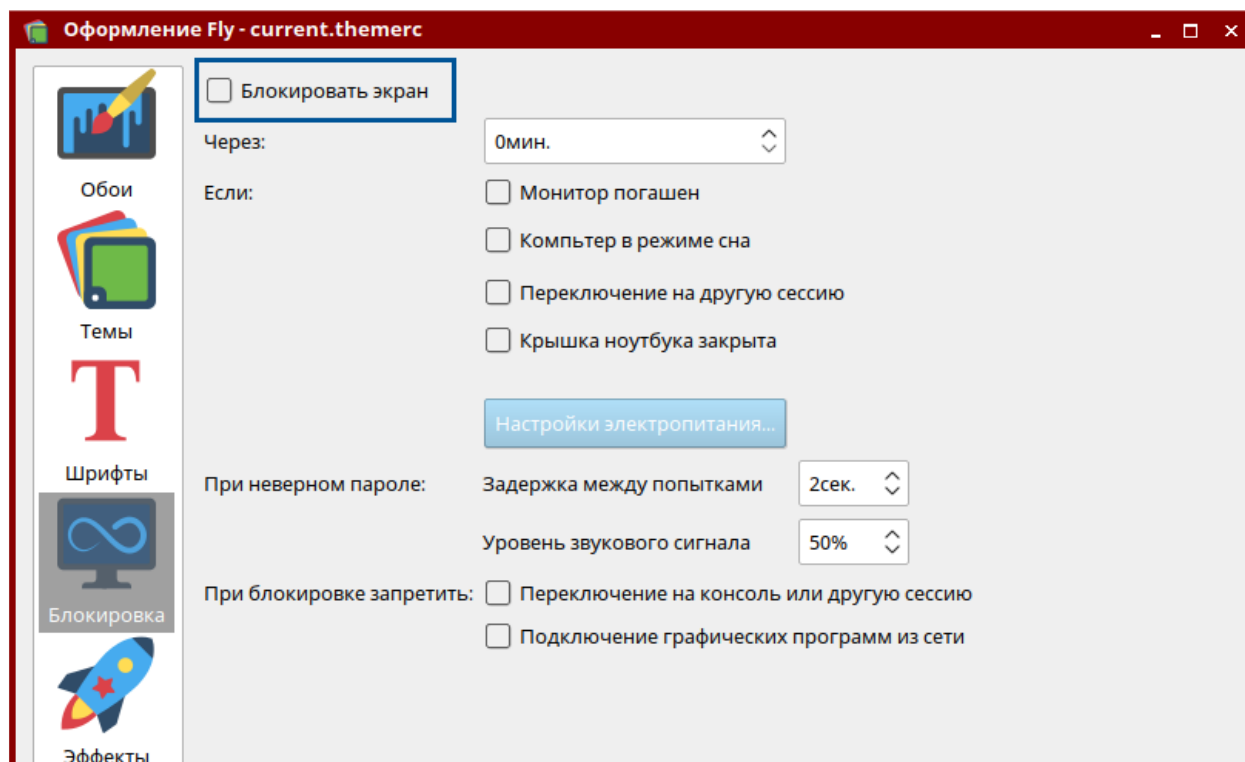 Оформление Fly - current.themerc
Блокировать экран
Через: 0мин.
Обои
Если: Монитор погашен
Компьтер в режиме сна
Переключение на другую сессию
Темы
Крышка ноутбука закрыта
Настройки электропитания...
Шрифты
При неверном пароле: Задержка между попытками 2сек.
Уровень звукового сигнала 50%
При блокировке запретить: Переключение на консоль или другую сессию
Блокировка
Подключение графических программ из сети
Эффекты